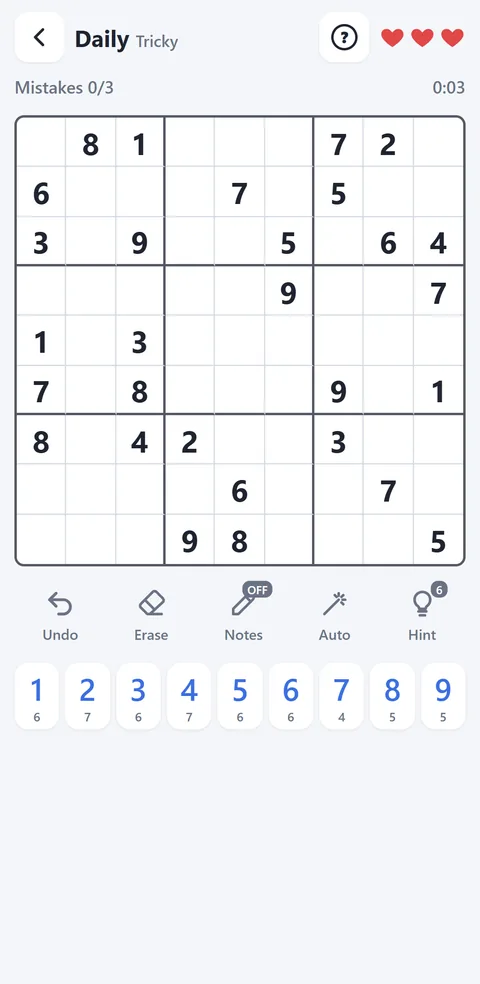 Daily Tricky
Mistakes 0/3 0:03
8 1 7 2
6 7 5
3 9 5 6 4
9 7
1 3
7 8 9 1
8 4 2 3
6 7
9 8 5
OFF 6
Undo Erase Notes Auto Hint
1 2 3 4 5 6 7 8 9
6 7 6 7 6 6 4 5 5